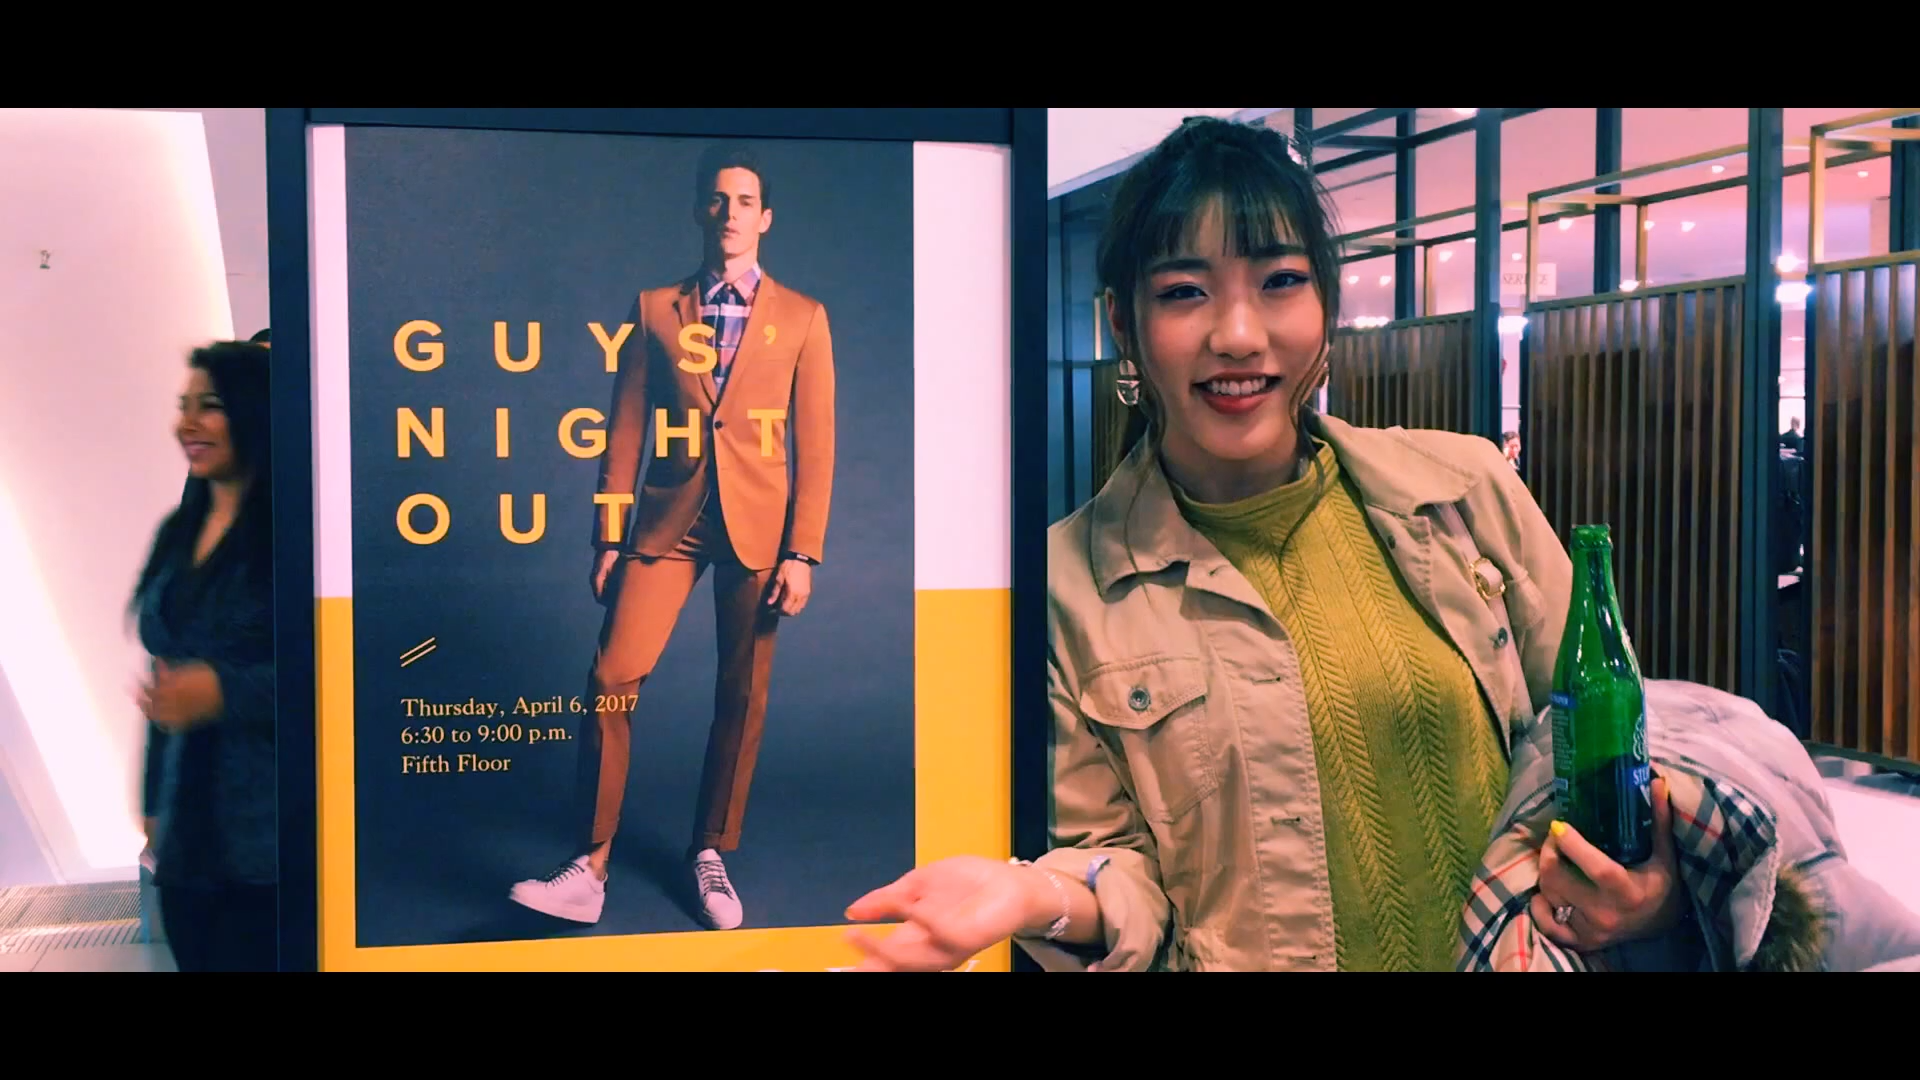 GUYS'
NIGHT
OUT
Thursday, April 6, 2017
6:30 to 9:00 p.m.
Fifth Floor